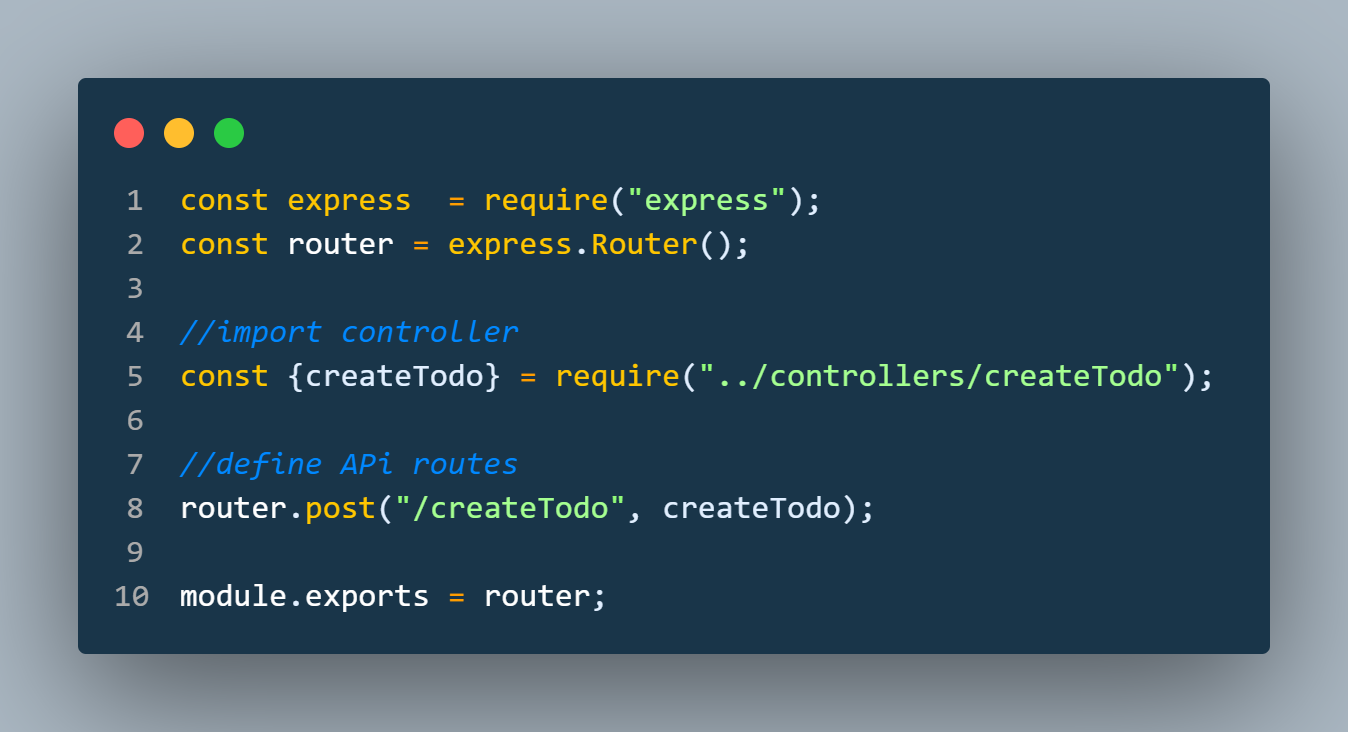 1 const express  = require("express");
2 const router = express.Router();
3
4 //import controller
5 const {createTodo} = require("../controllers/createTodo");
6
7 //define APi routes
8 router.post("/createTodo", createTodo);
9
10 module.exports = router;